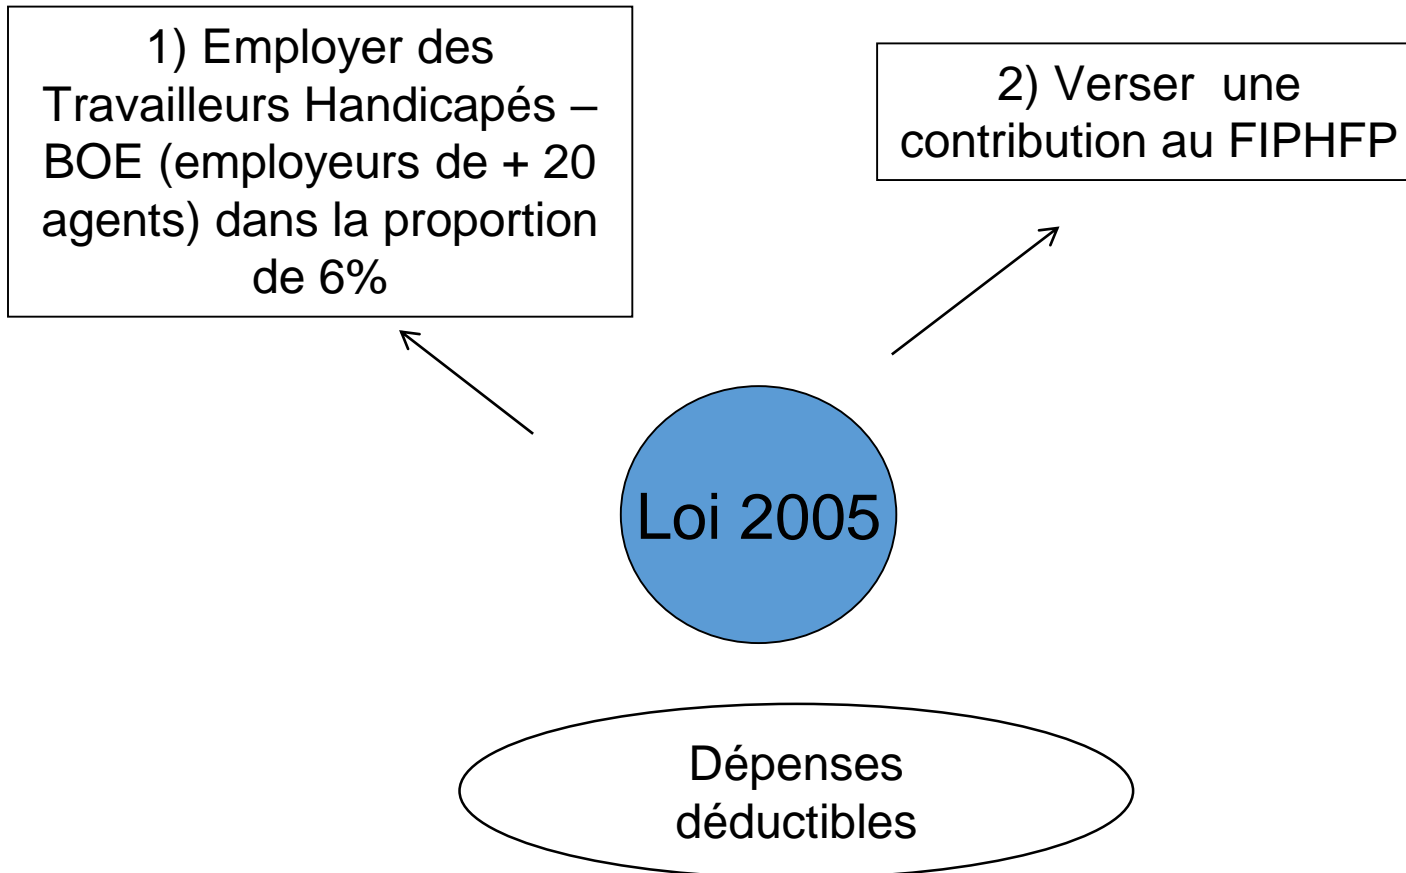 1) Employer des
Travailleurs Handicapés –
BOE (employeurs de + 20
agents) dans la proportion
de 6%
2) Verser une
contribution au FIPHFP
Loi 2005
Dépenses
déductibles